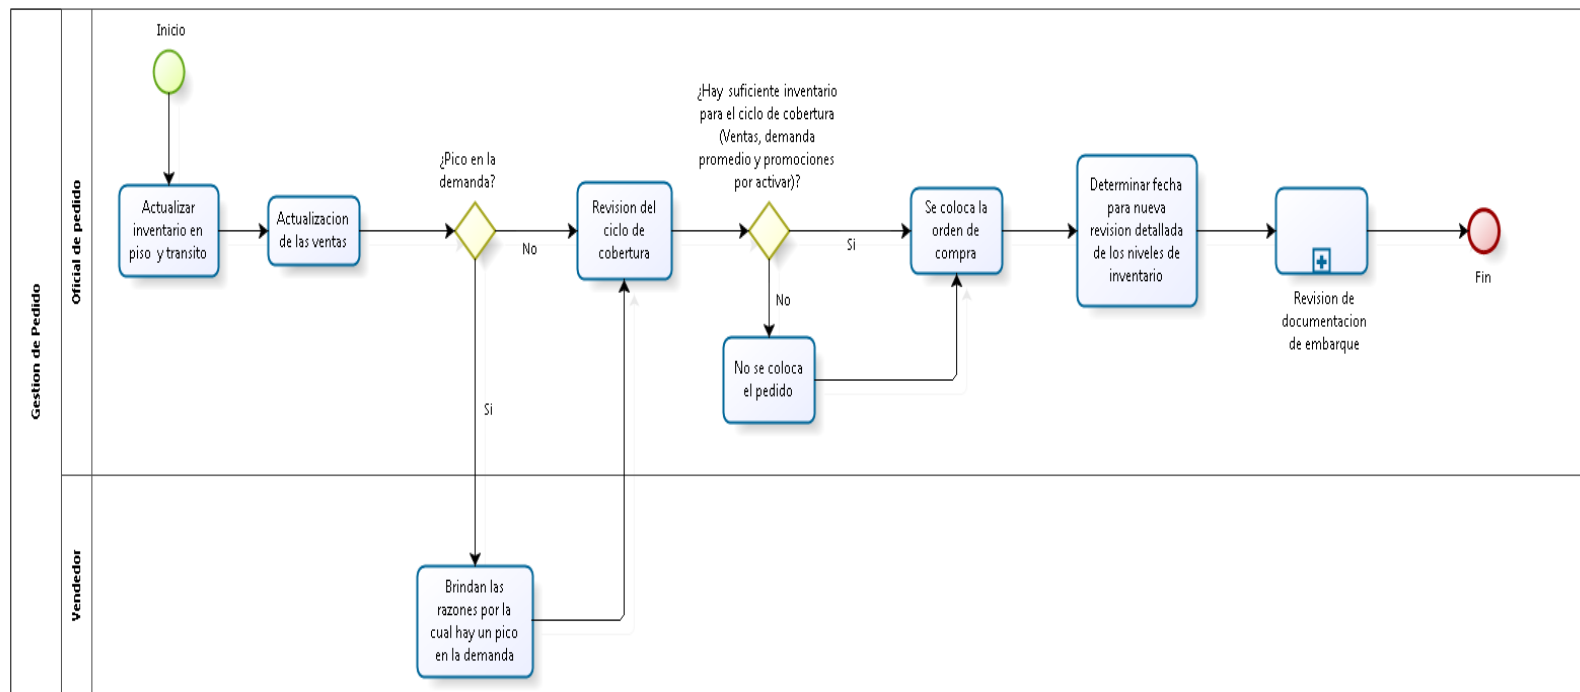 Gestion de Pedido
Oficial de pedido
Inicio
Actualizar
inventario en
piso y transito
Actualizacion
de las ventas
¿Pico en la
demanda?
No
Si
Revision del
ciclo de
cobertura
¿Hay suficiente inventario
para el ciclo de cobertura
(Ventas, demanda
promedio y promociones
por activar)?
Si
No
No se coloca
el pedido
Se coloca la
orden de
compra
Determinar fecha
para nueva
revision detallada
de los niveles de
inventario
Revision de
documentacion
de embarque
Fin
Vendedor
Brindan las
razones por la
cual hay un pico
en la demanda